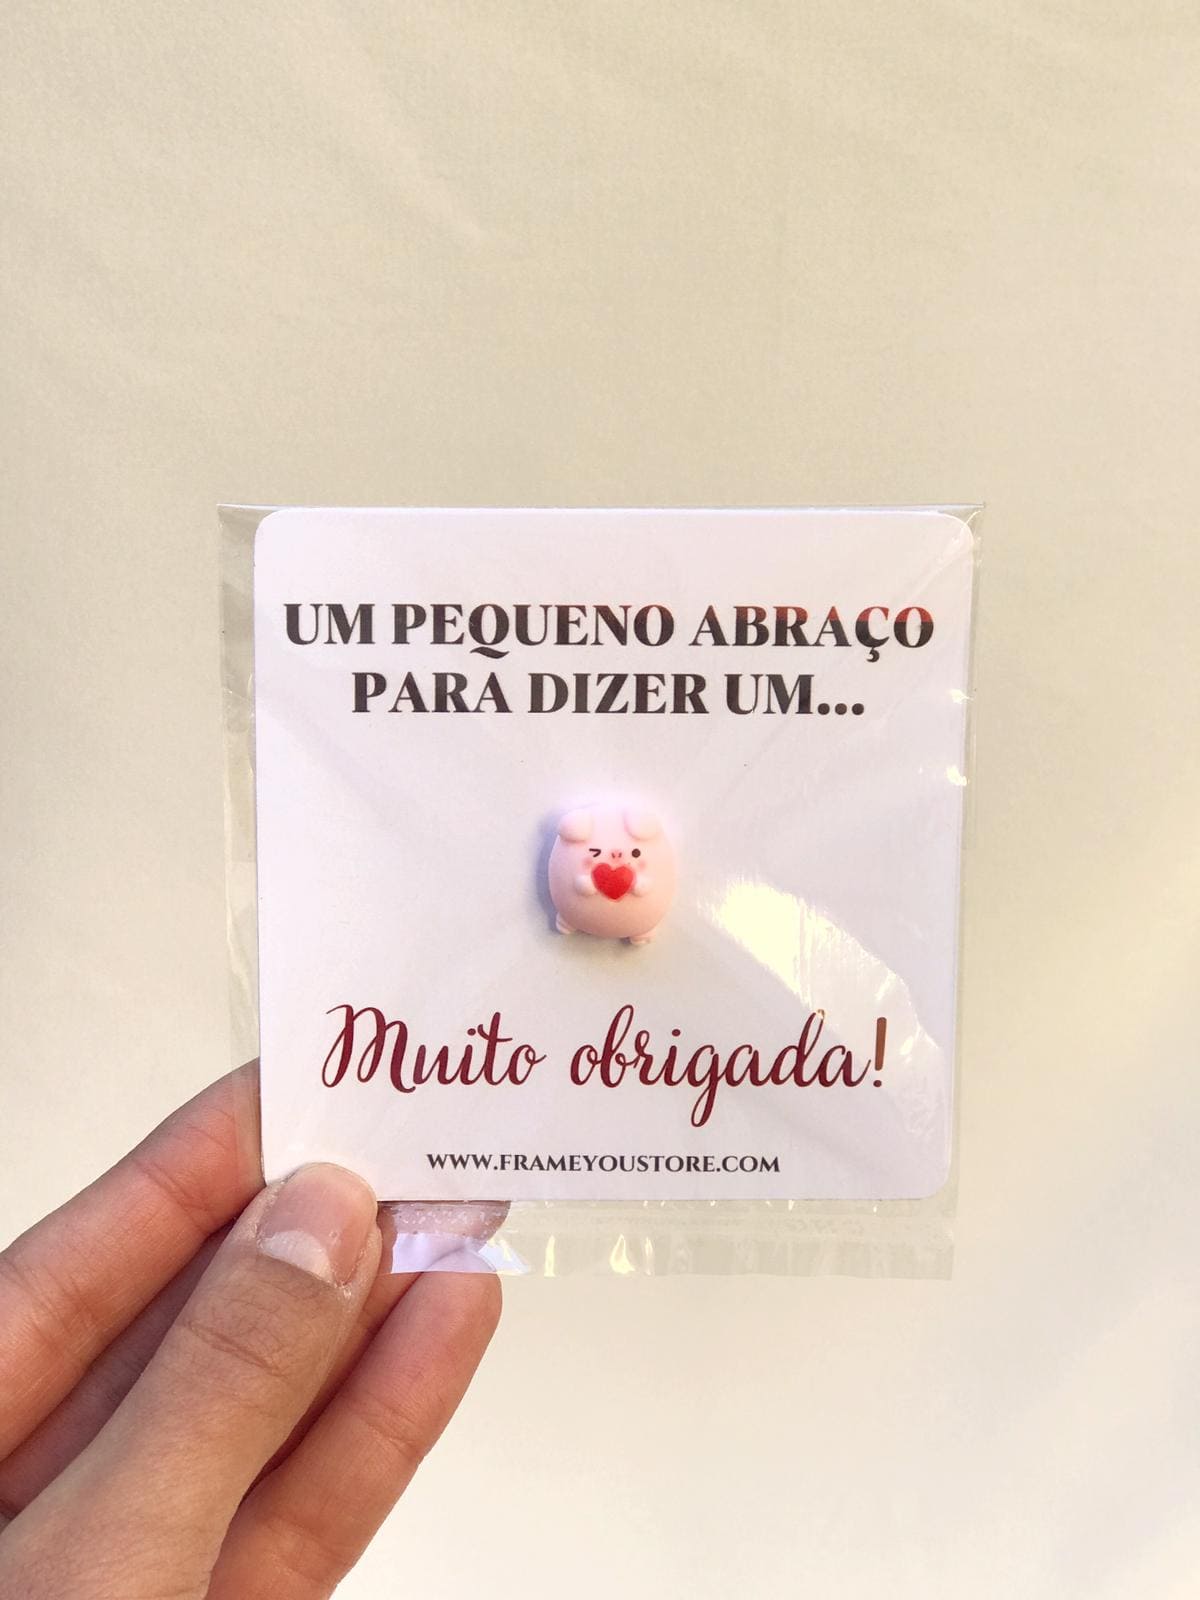 UM PEQUENO ABRAÇO
PARA DIZER UM...
Muito obrigada!
WWW.FRAMEYOUSTORE.COM